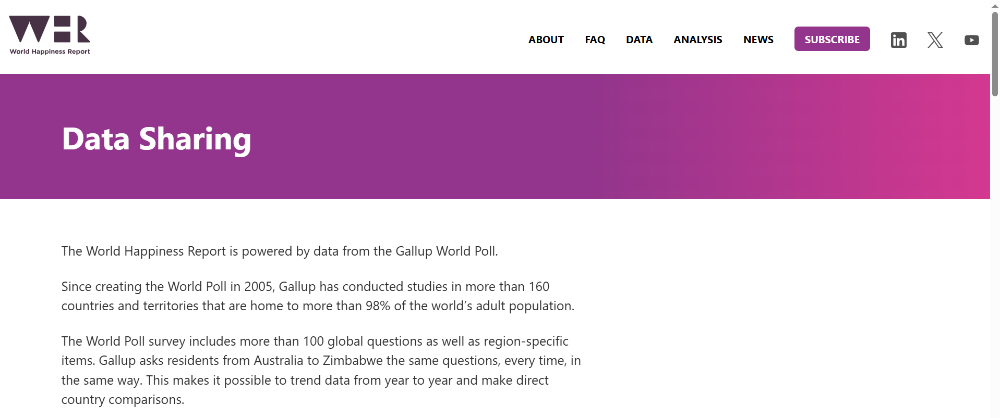 WHR
World Happiness Report
ABOUT FAQ DATA ANALYSIS NEWS SUBSCRIBE
Data Sharing
The World Happiness Report is powered by data from the Gallup World Poll.
Since creating the World Poll in 2005, Gallup has conducted studies in more than 160
countries and territories that are home to more than 98% of the world’s adult population.
The World Poll survey includes more than 100 global questions as well as region-specific
items. Gallup asks residents from Australia to Zimbabwe the same questions, every time, in
the same way. This makes it possible to trend data from year to year and make direct
country comparisons.